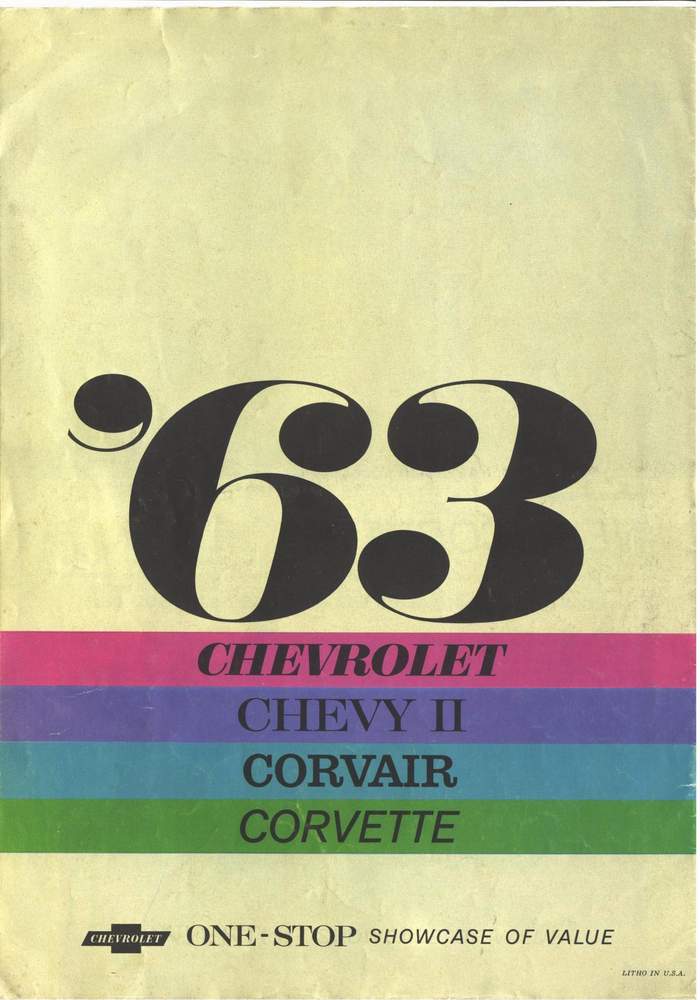 ’63
CHEVROLET
CHEVY II
CORVAIR
CORVETTE
CHEVROLET ONE-STOP SHOWCASE OF VALUE
LITHO IN U.S.A.